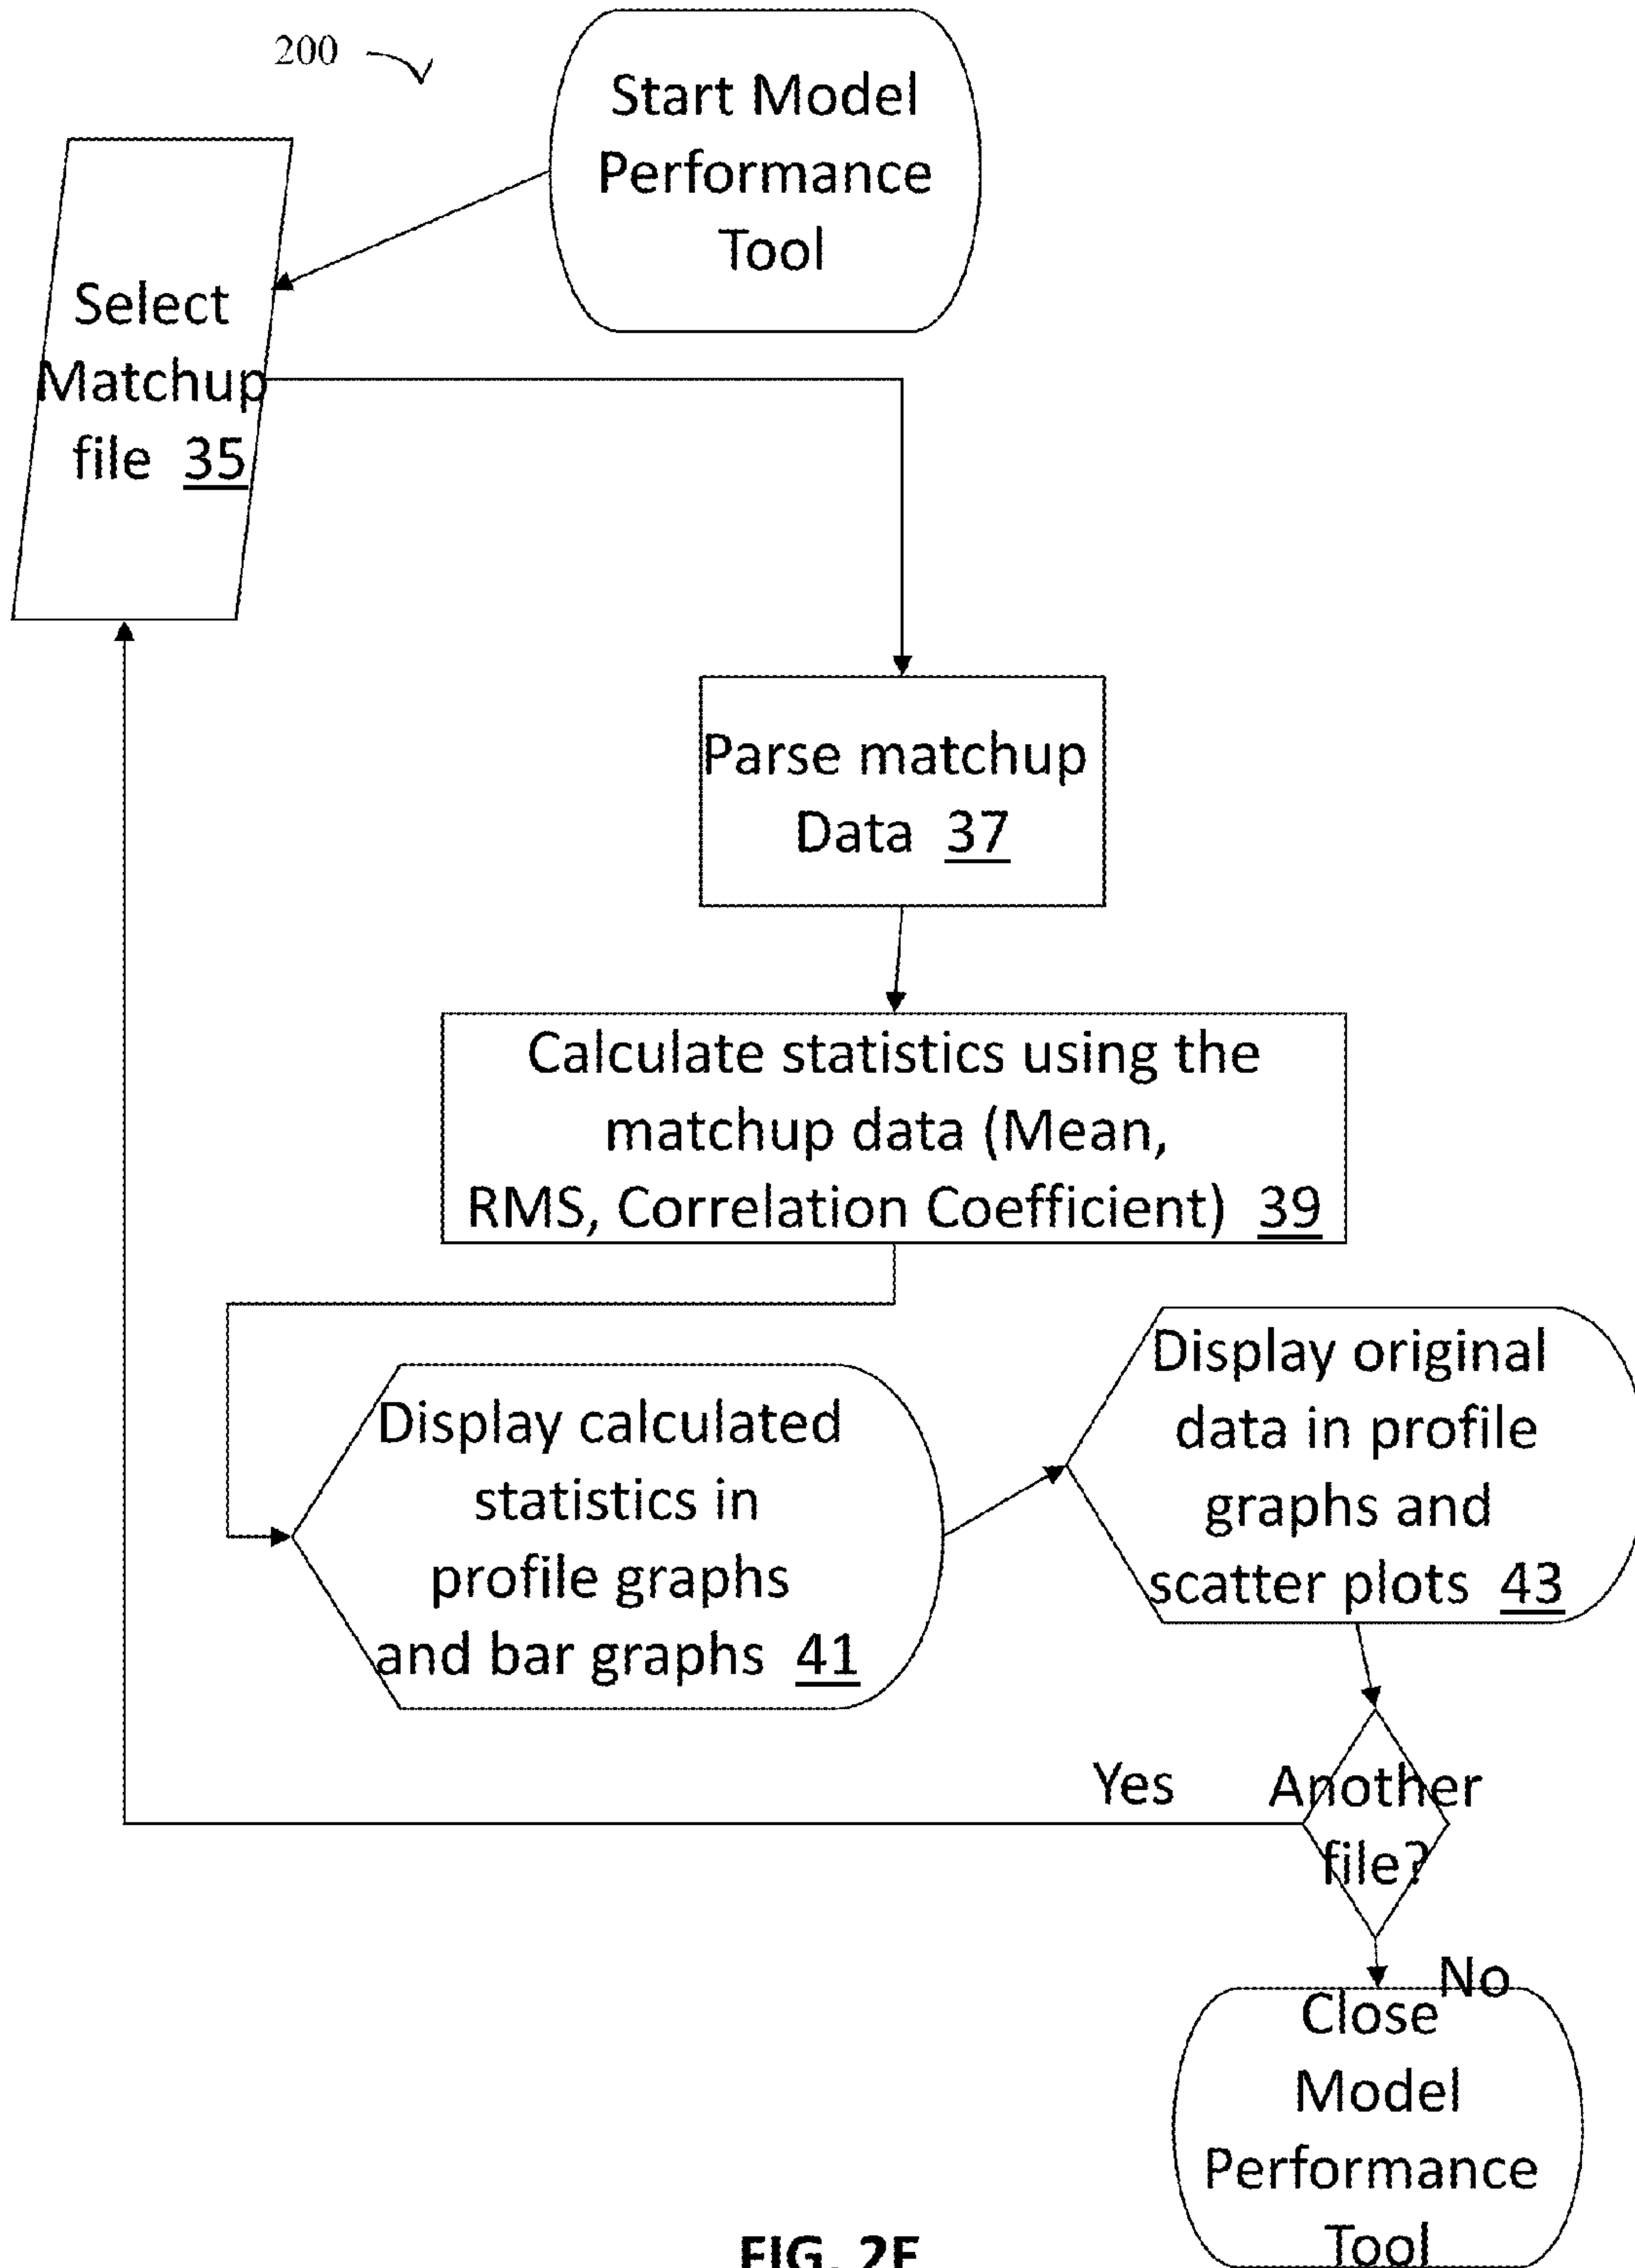 200
Start Model
Performance
Tool
Select
Matchup
file 35
Parse matchup
Data 37
Calculate statistics using the
matchup data (Mean,
RMS, Correlation Coefficient) 39
Display calculated
statistics in
profile graphs
and bar graphs 41
Display original
data in profile
graphs and
scatter plots 43
Yes
Another
file?
No
Close
Model
Performance
Tool